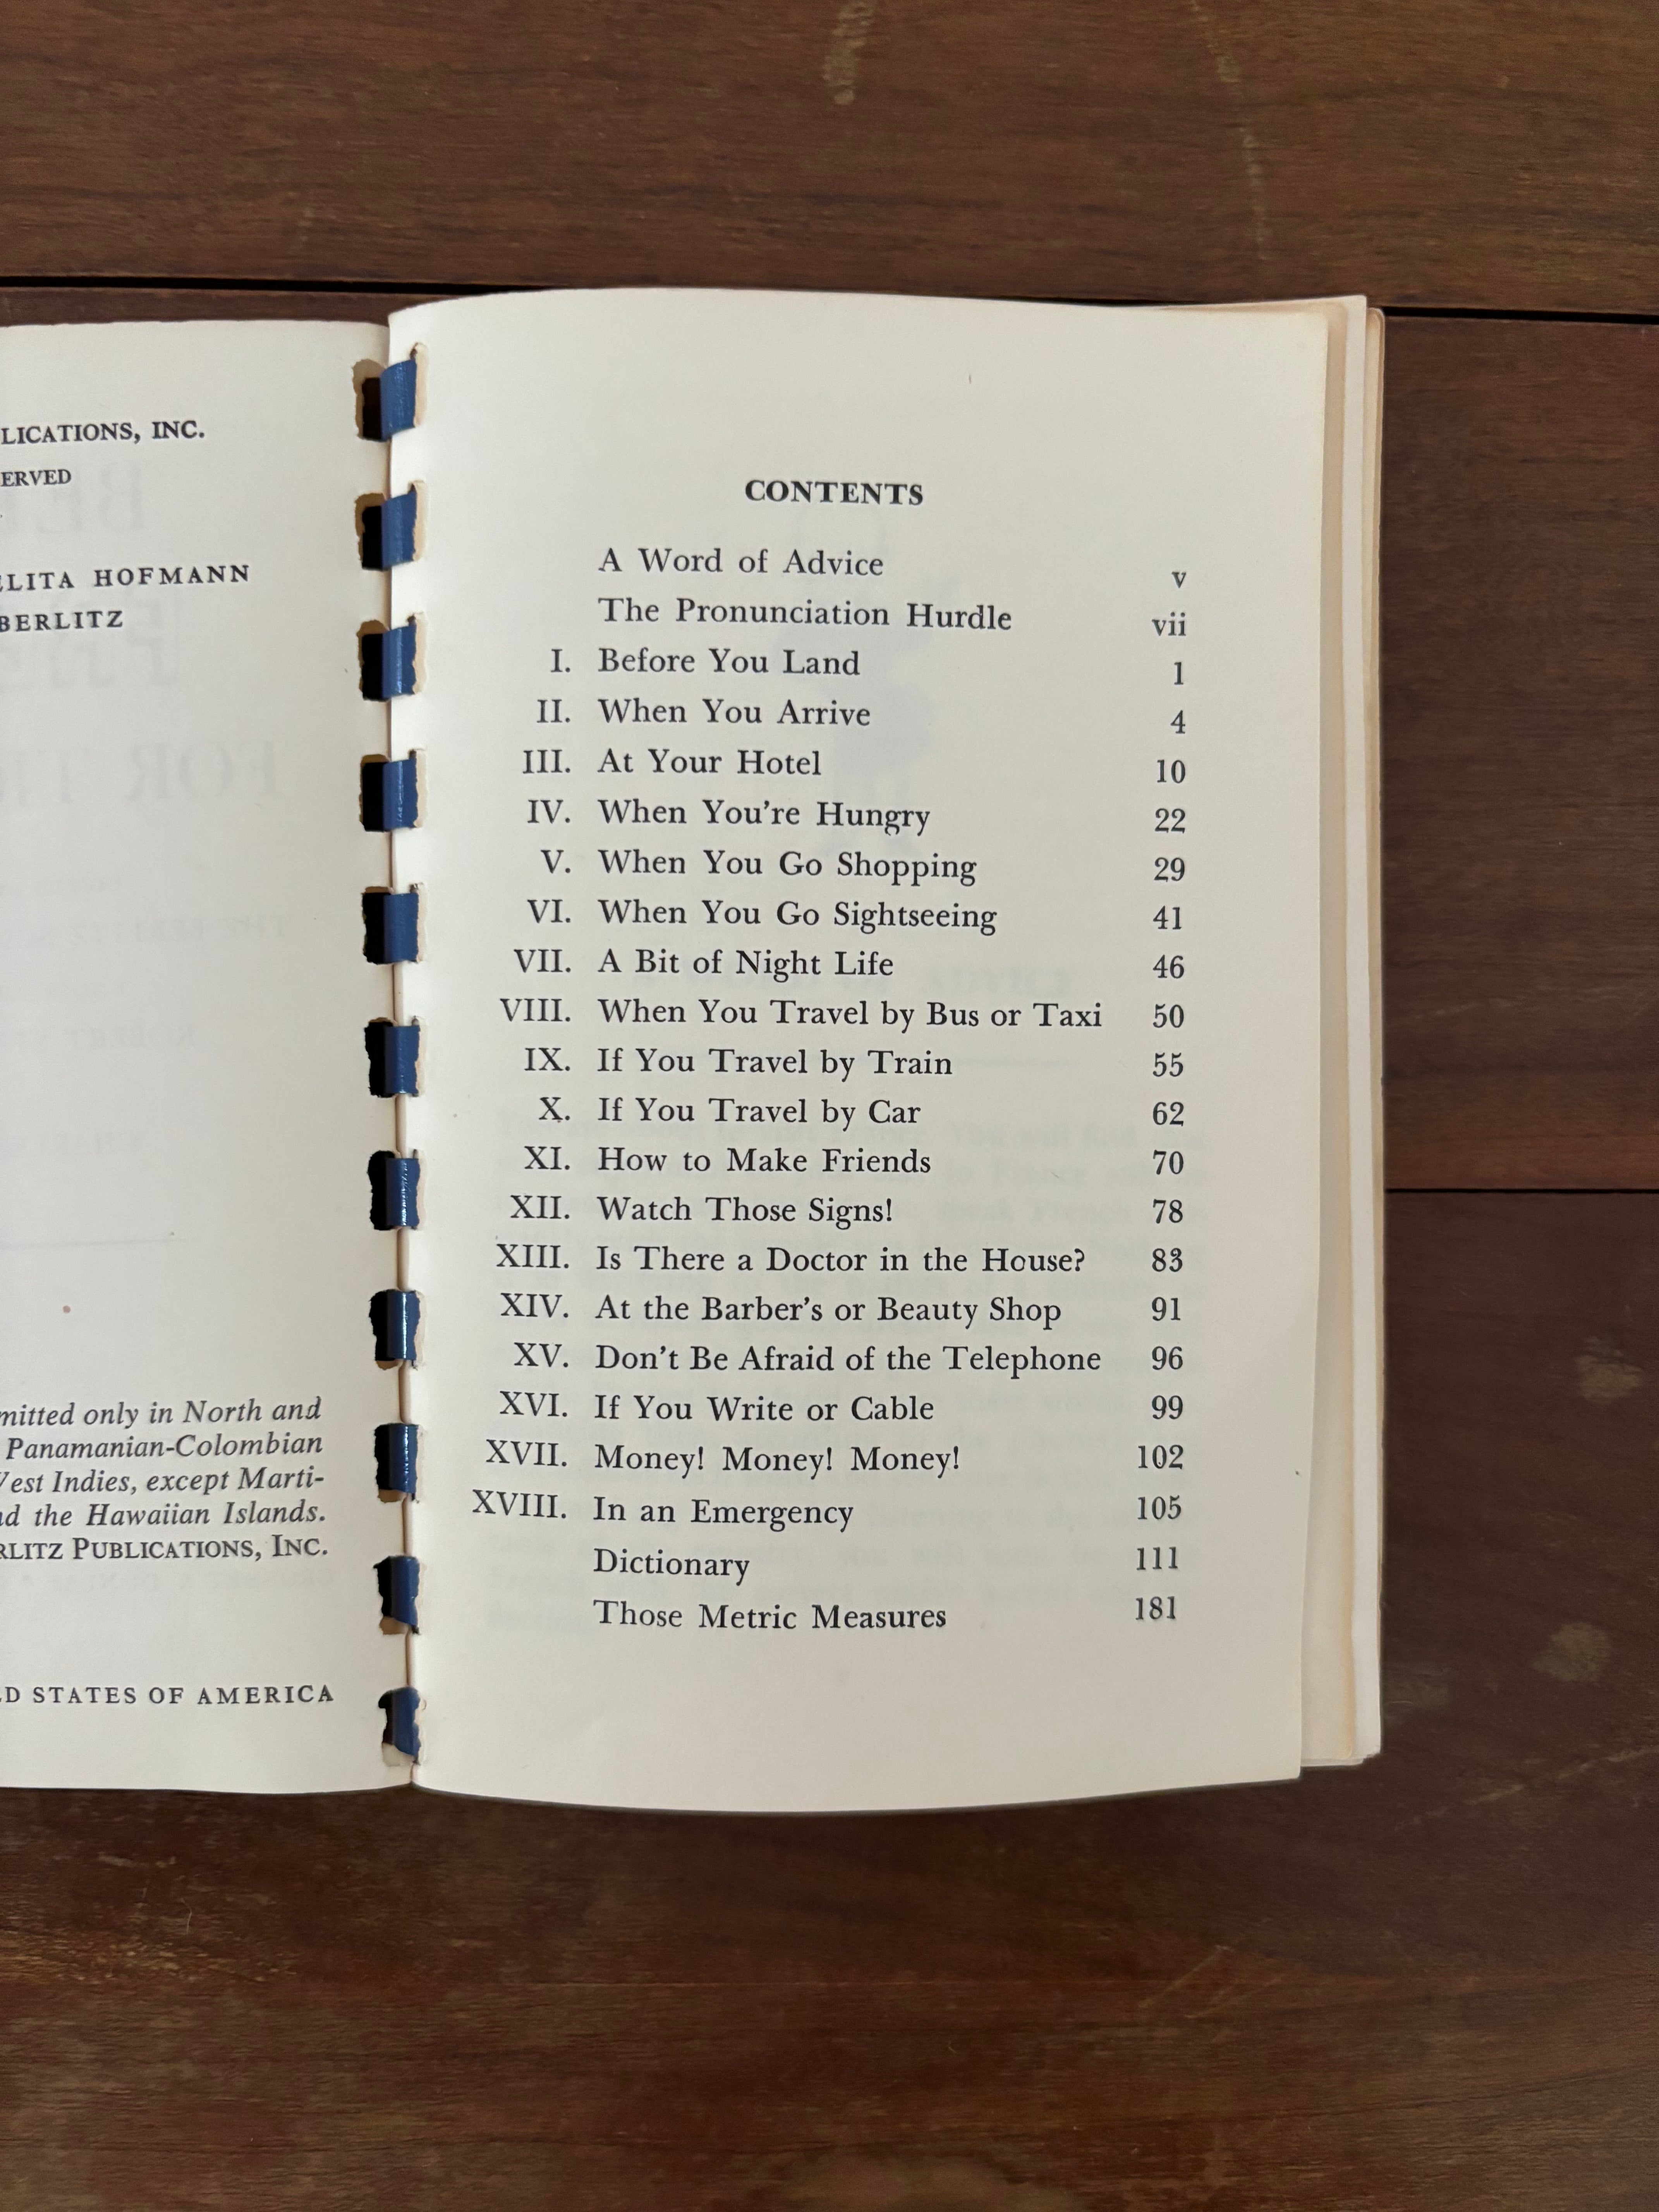 LICATIONS, INC.
ERVED
ELITA HOFMANN
BERLITZ
mitted only in North and
Panamanian-Colombian
West Indies, except Marti-
nd the Hawaiian Islands.
RLITZ PUBLICATIONS, INC.
D STATES OF AMERICA
CONTENTS
A Word of Advice v
The Pronunciation Hurdle vii
I. Before You Land 1
II. When You Arrive 4
III. At Your Hotel 10
IV. When You're Hungry 22
V. When You Go Shopping 29
VI. When You Go Sightseeing 41
VII. A Bit of Night Life 46
VIII. When You Travel by Bus or Taxi 50
IX. If You Travel by Train 55
X. If You Travel by Car 62
XI. How to Make Friends 70
XII. Watch Those Signs! 78
XIII. Is There a Doctor in the House? 83
XIV. At the Barber's or Beauty Shop 91
XV. Don't Be Afraid of the Telephone 96
XVI. If You Write or Cable 99
XVII. Money! Money! Money! 102
XVIII. In an Emergency 105
Dictionary 111
Those Metric Measures 181